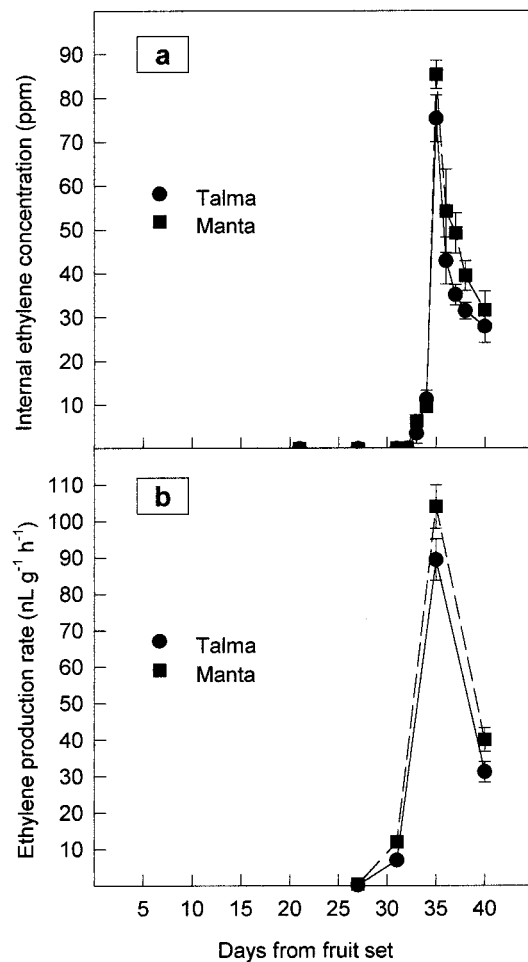 a
Internal ethylene concentration (ppm)
90
80
70
60
50
40
30
20
10
Talma
Manta
b
Ethylene production rate (nL g⁻¹ h⁻¹)
110
100
90
80
70
60
50
40
30
20
10
Talma
Manta
5 10 15 20 25 30 35 40
Days from fruit set